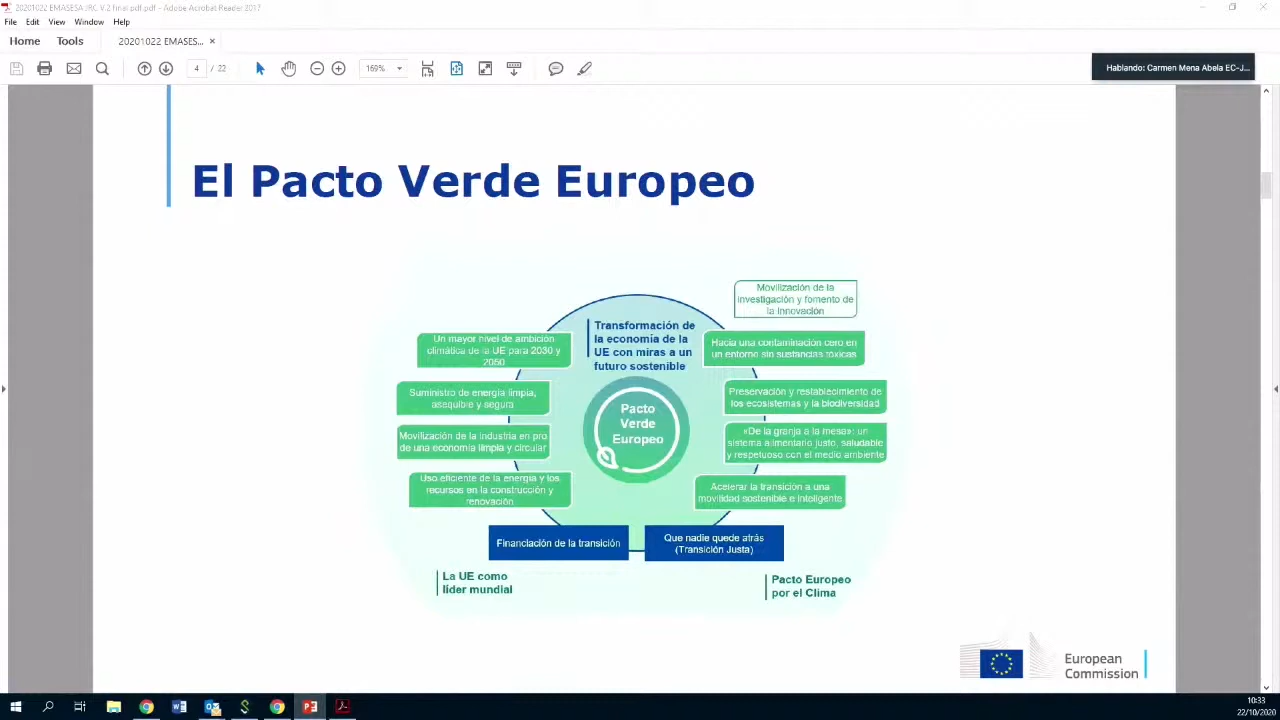 20201022 EMASESA JRC V.2 final pdf.pdf - Adobe Acrobat Reader 2017
File Edit View Window Help
Home Tools 20201022 EMASES... ×
4 / 22 169%
Hablando: Carmen Mena Abela EC-J...
El Pacto Verde Europeo
Movilización de la
investigación y fomento de
la innovación
Transformación de
la economía de la
UE con miras a un
futuro sostenible
Un mayor nivel de ambición
climática de la UE para 2030 y
2050
Hacia una contaminación cero en
un entorno sin sustancias tóxicas
Suministro de energía limpia,
asequible y segura
Preservación y restablecimiento de
los ecosistemas y la biodiversidad
Pacto
Verde
Europeo
Movilización de la industria en pro
de una economía limpia y circular
«De la granja a la mesa»: un
sistema alimentario justo, saludable
y respetuoso con el medio ambiente
Uso eficiente de la energía y los
recursos en la construcción y
renovación
Acelerar la transición a una
movilidad sostenible e inteligente
Financiación de la transición
Que nadie quede atrás
(Transición Justa)
La UE como
líder mundial
Pacto Europeo
por el Clima
European
Commission
10:33
22/10/2020